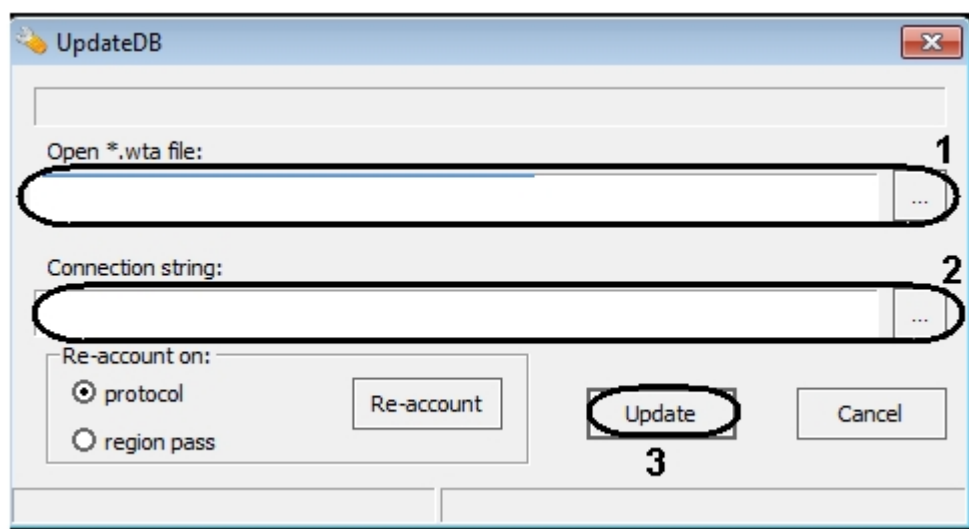 UpdateDB
Open *.wta file:
1
...
Connection string:
2
...
Re-account on:
protocol
Re-account
region pass
Update
Cancel
3